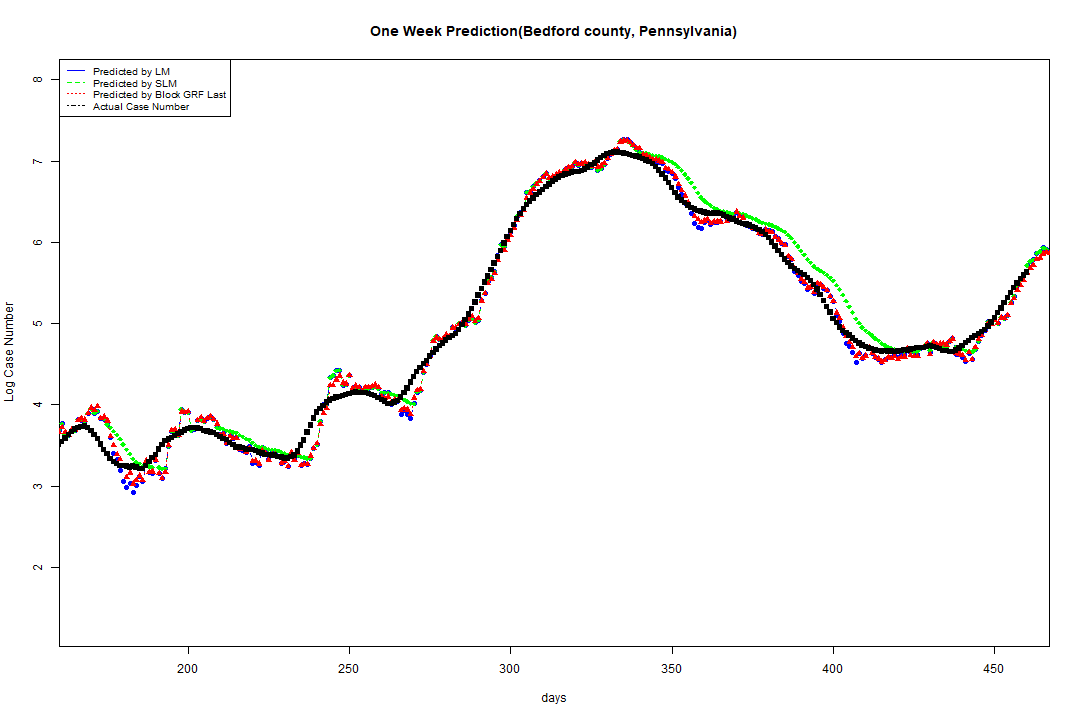 One Week Prediction(Bedford county, Pennsylvania)
Predicted by LM
Predicted by SLM
Predicted by Block GRF Last
Actual Case Number
8
7
6
5
4
3
2
Log Case Number
200 250 300 350 400 450
days